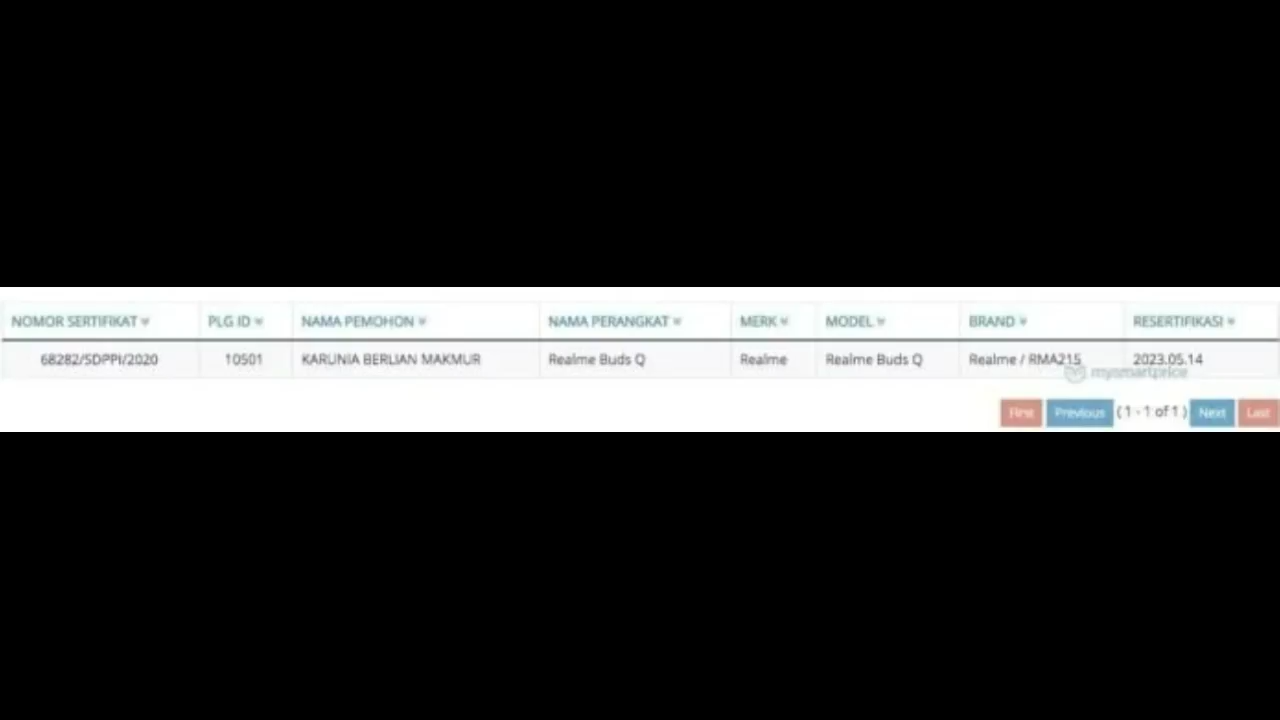 NOMOR SERTIFIKAT PLG ID NAMA PEMOHON NAMA PERANGKAT MERK MODEL BRAND RESERTIFIKASI
68282/SDPPI/2020 10501 KARUNIA BERLIAN MAKMUR Realme Buds Q Realme Realme Buds Q Realme / RMA215 2023.05.14
mysmartprice
First Previous ( 1 - 1 of 1 ) Next Last